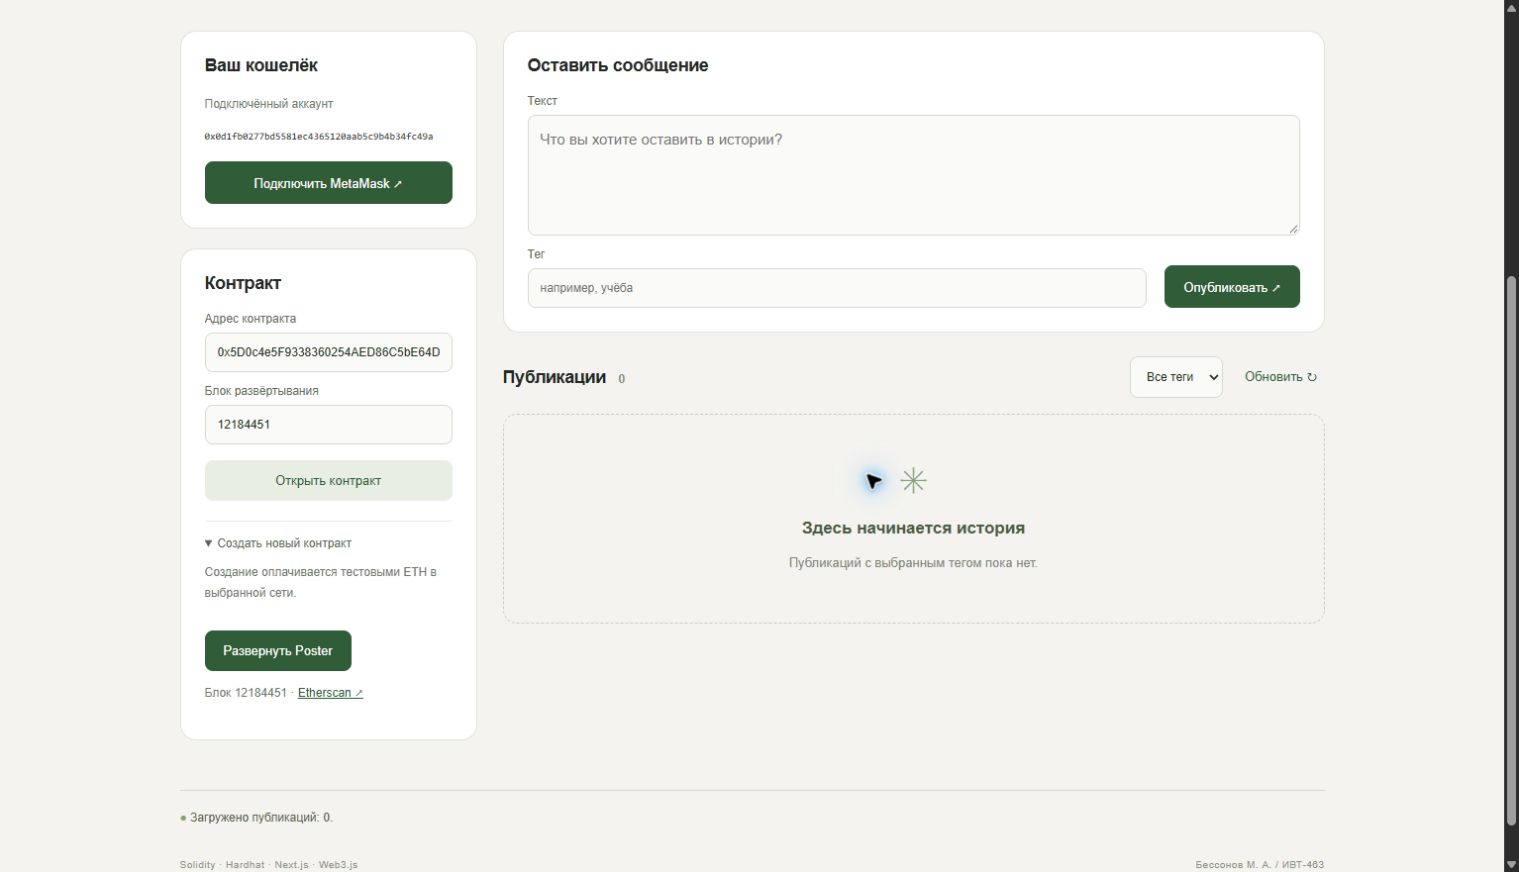 Ваш кошелёк
Подключённый аккаунт
0x0d1fb0277bd5581ec4365120aab5c9b4b34fc49a
Подключить MetaMask ↗
Контракт
Адрес контракта
0x5D0c4e5F9338360254AED86C5bE64D
Блок развёртывания
12184451
Открыть контракт
▼ Создать новый контракт
Создание оплачивается тестовыми ETH в
выбранной сети.
Развернуть Poster
Блок 12184451 · Etherscan ↗
Оставить сообщение
Текст
Что вы хотите оставить в истории?
Тег
например, учёба
Опубликовать ↗
Публикации 0
Все теги
Обновить ↻
Здесь начинается история
Публикаций с выбранным тегом пока нет.
Загружено публикаций: 0.
Solidity · Hardhat · Next.js · Web3.js
Бессонов М. А. / ИВТ-463